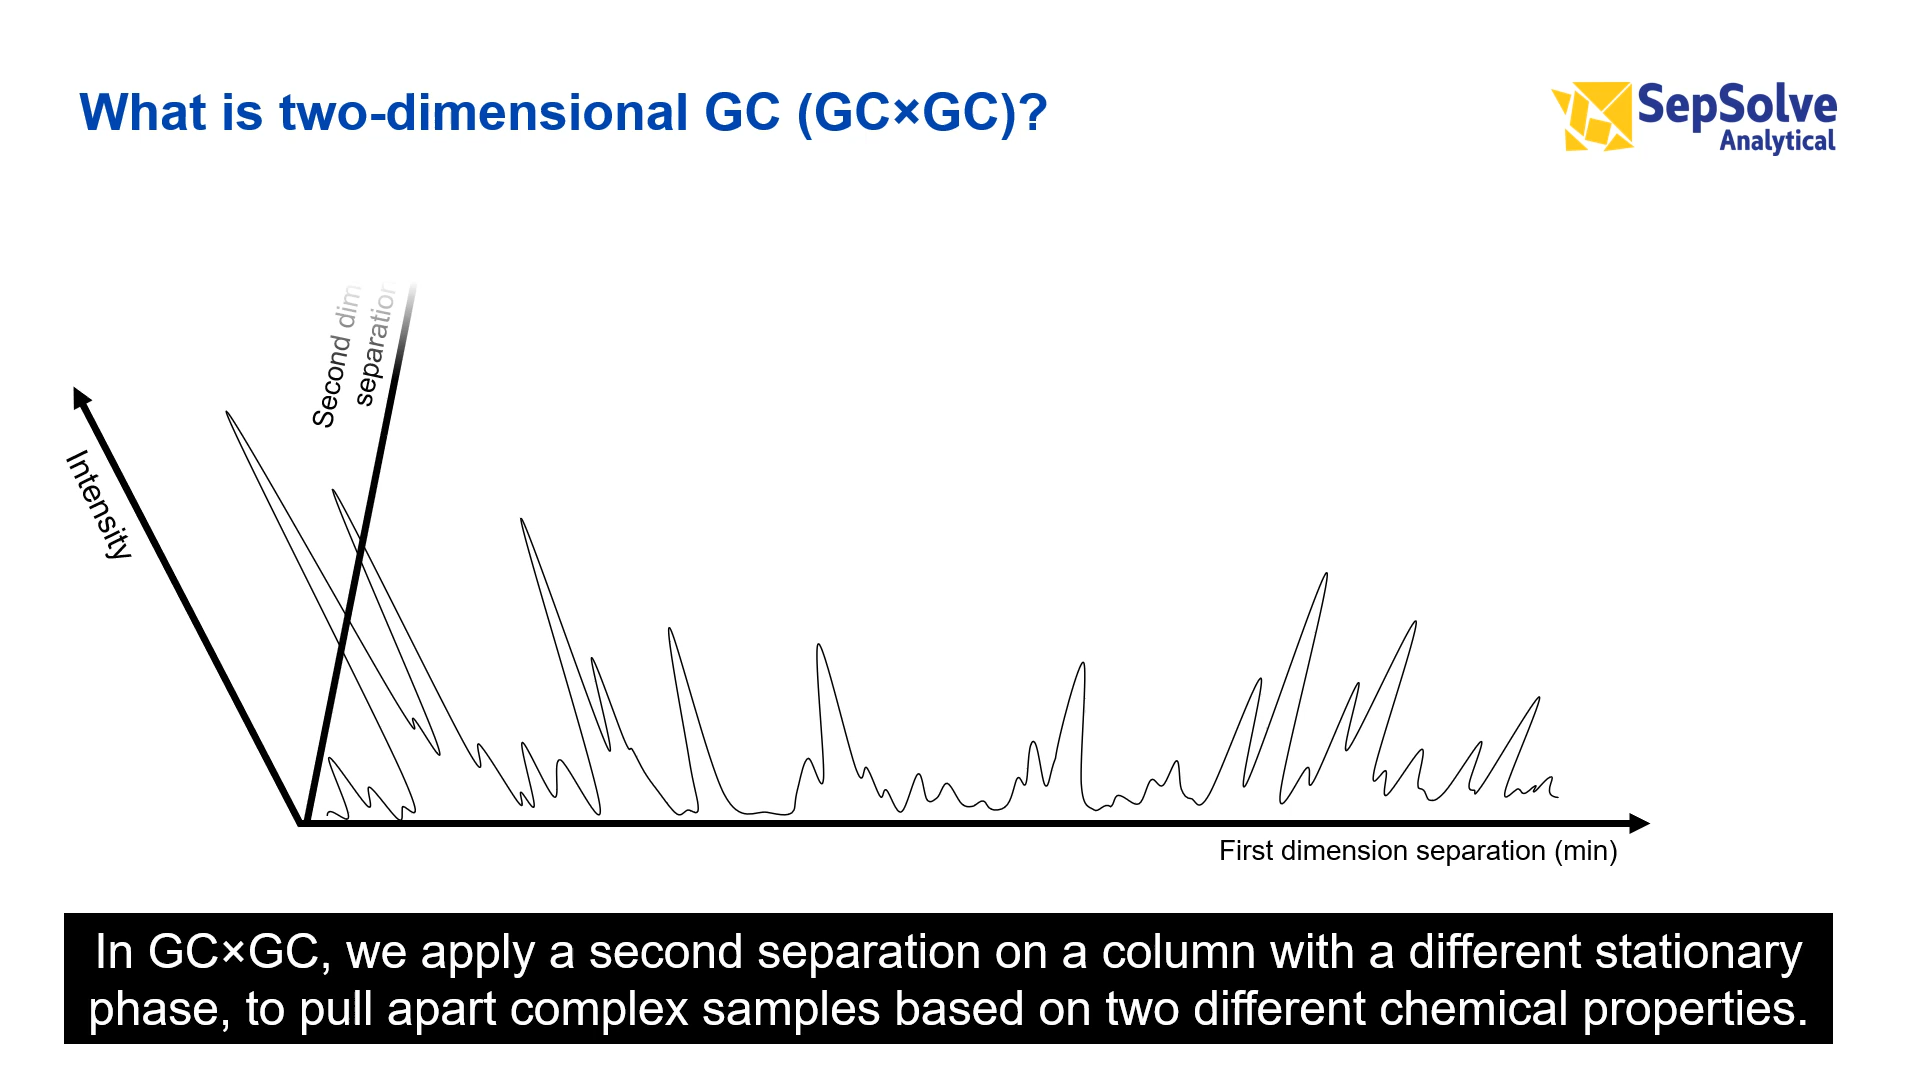 What is two-dimensional GC (GC×GC)?
SepSolve
Analytical
Second dim
separation
Intensity
First dimension separation (min)
In GC×GC, we apply a second separation on a column with a different stationary
phase, to pull apart complex samples based on two different chemical properties.